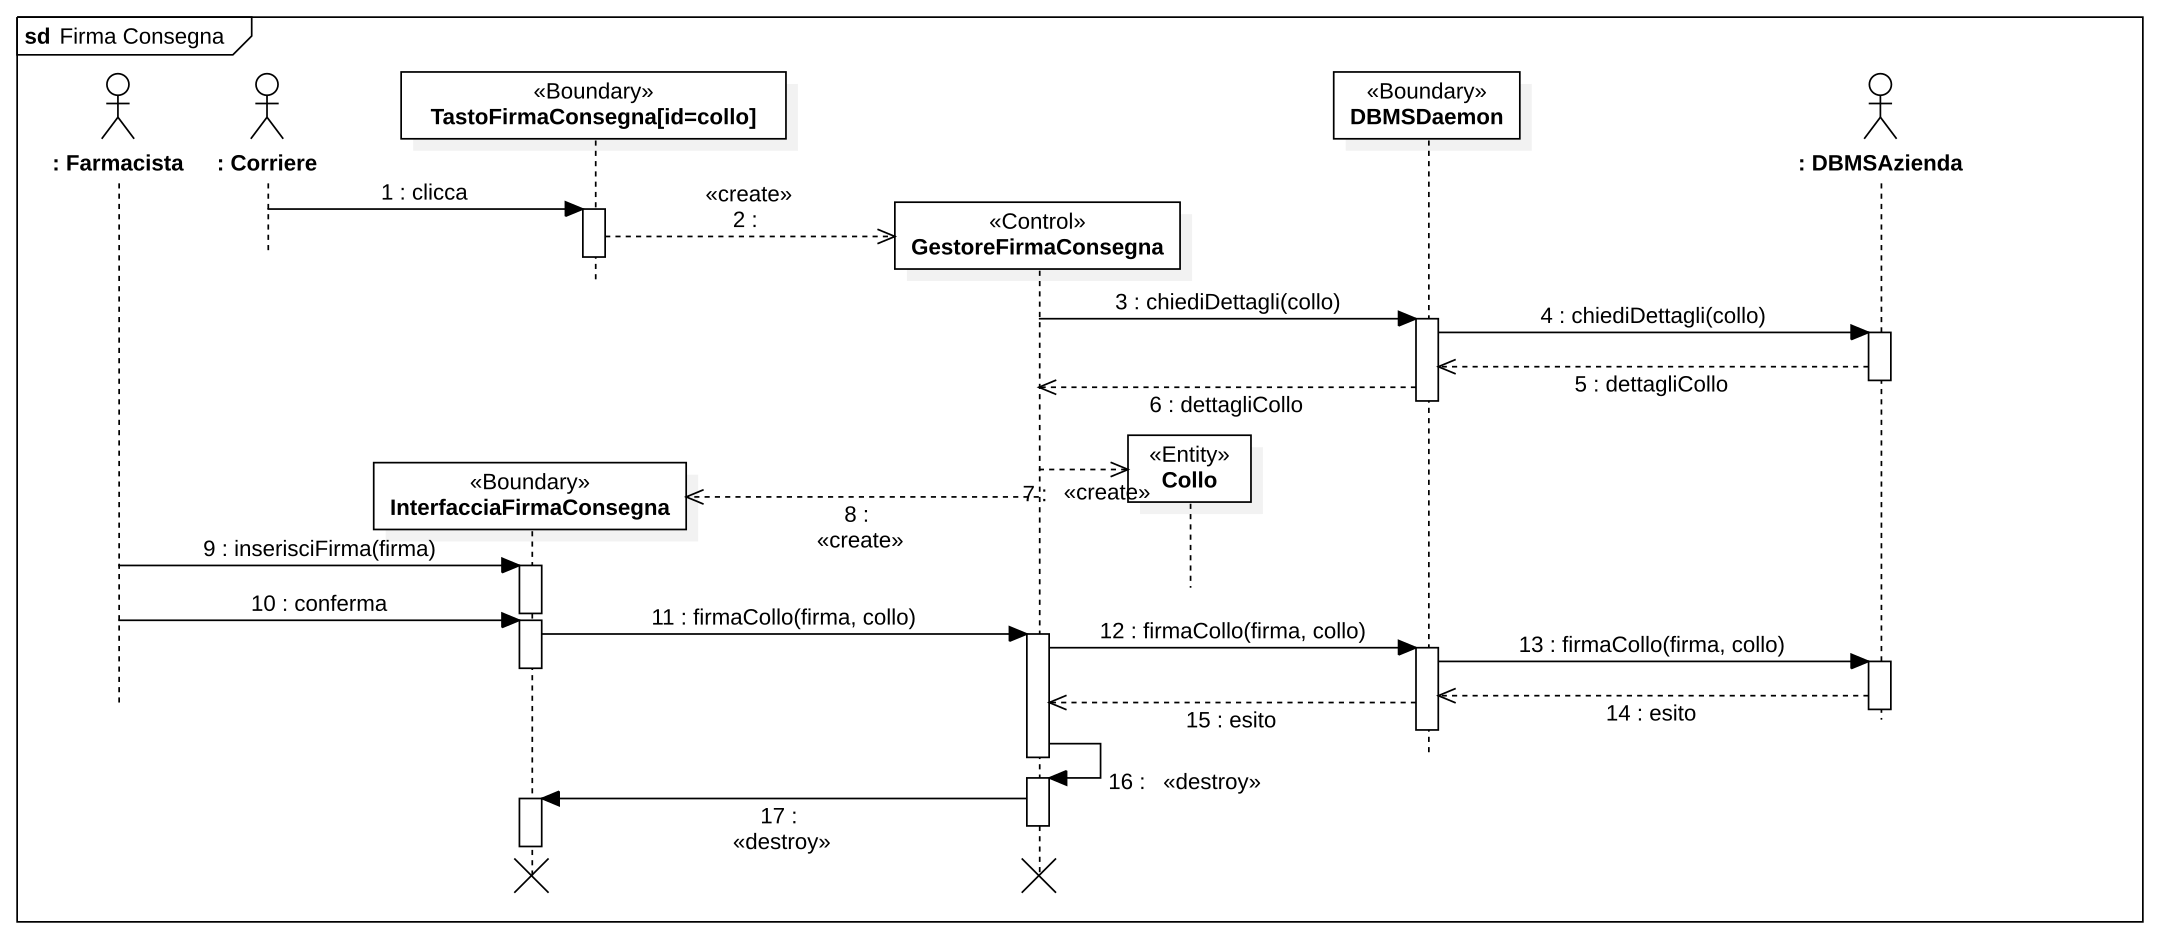 sd Firma Consegna
«Boundary»
TastoFirmaConsegna[id=collo]
«Boundary»
DBMSDaemon
: Farmacista
: Corriere
: DBMSAzienda
1 : clicca
«create»
2 :
«Control»
GestoreFirmaConsegna
3 : chiediDettagli(collo)
4 : chiediDettagli(collo)
5 : dettagliCollo
6 : dettagliCollo
«Entity»
Collo
7 : «create»
«Boundary»
InterfacciaFirmaConsegna
8 :
«create»
9 : inserisciFirma(firma)
10 : conferma
11 : firmaCollo(firma, collo)
12 : firmaCollo(firma, collo)
13 : firmaCollo(firma, collo)
14 : esito
15 : esito
16 : «destroy»
17 :
«destroy»